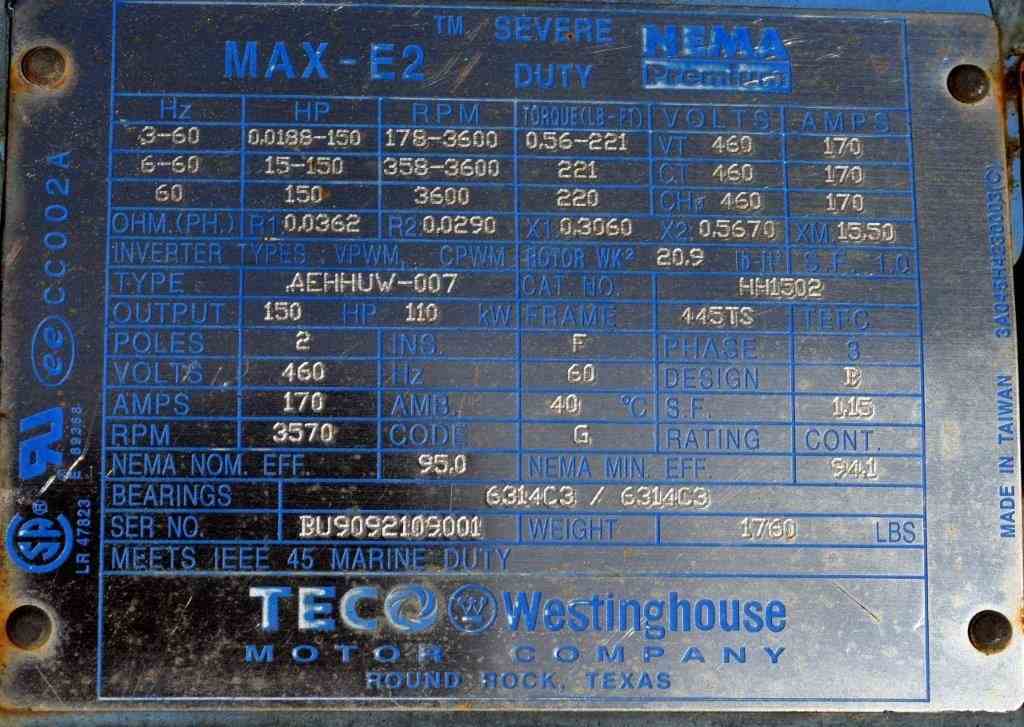 MAX-E2 ™ SEVERE DUTY NEMA Premium
Hz HP RPM TORQUE(LB-FT) VOLTS AMPS
3-60 0.0188-150 178-3600 0.56-221 VT 460 170
6-60 15-150 358-3600 221 CT 460 170
60 150 3600 220 CH 460 170
OHM.(PH.) R1 0.0362 R2 0.0290 X1 0.3060 X2 0.5670 XM 15.50
INVERTER TYPES: VPWM, CPWM ROTOR WK² 20.9 lb-ft² S.F. 1.0
TYPE AEHHUW-007 CAT. NO. HH1502
OUTPUT 150 HP 110 kW FRAME 445TS TEFC
POLES 2 INS. F PHASE 3
VOLTS 460 Hz 60 DESIGN B
AMPS 170 AMB. 40 °C S.F. 1.15
RPM 3570 CODE G RATING CONT.
NEMA NOM. EFF. 95.0 NEMA MIN. EFF. 94.1
BEARINGS 6314C3 / 6314C3
SER NO. BU9092109001 WEIGHT 1760 LBS
MEETS IEEE 45 MARINE DUTY
TECO W Westinghouse
MOTOR COMPANY
ROUND ROCK, TEXAS
ee CC002A
UR E 89268
SA ® LR 47823
MADE IN TAIWAN